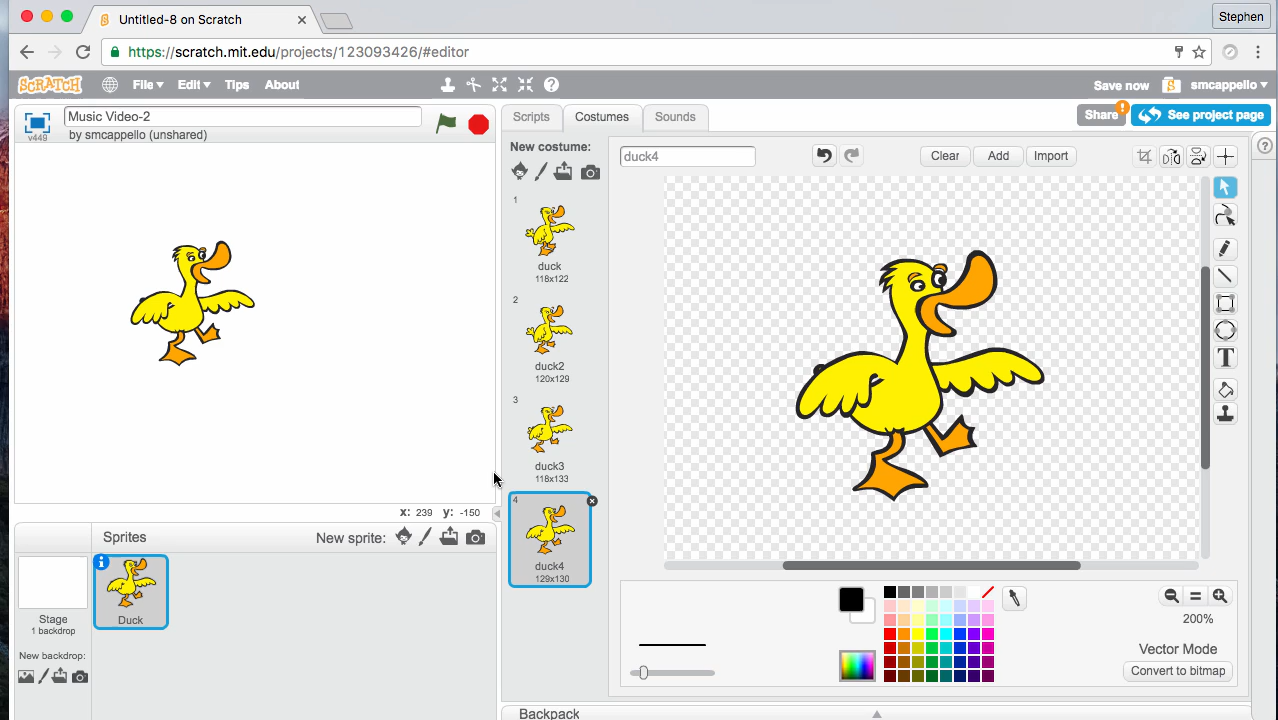 Untitled-8 on Scratch
Stephen
https://scratch.mit.edu/projects/123093426/#editor
SCRATCH
File
Edit
Tips
About
Save now
smcappello
Music Video-2
by smcappello (unshared)
v449
Scripts
Costumes
Sounds
Share
!
See project page
New costume:
duck4
Clear
Add
Import
?
1
duck
118x122
2
duck2
120x129
3
duck3
118x133
4
duck4
129x130
T
x: 239 y: -150
Sprites
New sprite:
Stage
1 backdrop
New backdrop:
Duck
200%
Vector Mode
Convert to bitmap
Backpack